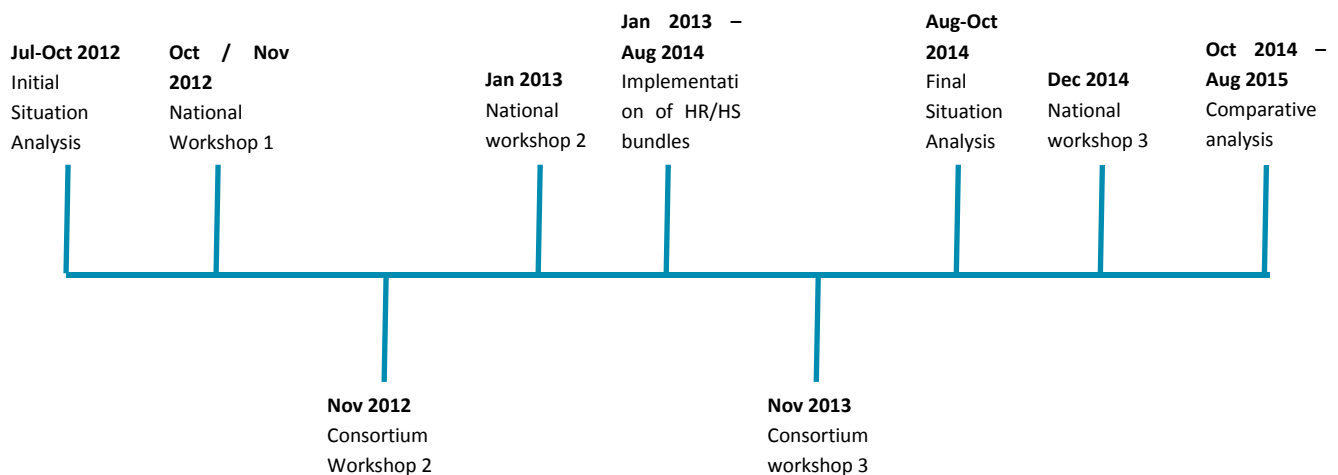 Jul-Oct 2012
Initial
Situation
Analysis
Oct / Nov
2012
National
Workshop 1
Jan 2013
National
workshop 2
Jan 2013 –
Aug 2014
Implementati
on of HR/HS
bundles
Aug-Oct
2014
Final
Situation
Analysis
Dec 2014
National
workshop 3
Oct 2014 –
Aug 2015
Comparative
analysis
Nov 2012
Consortium
Workshop 2
Nov 2013
Consortium
workshop 3